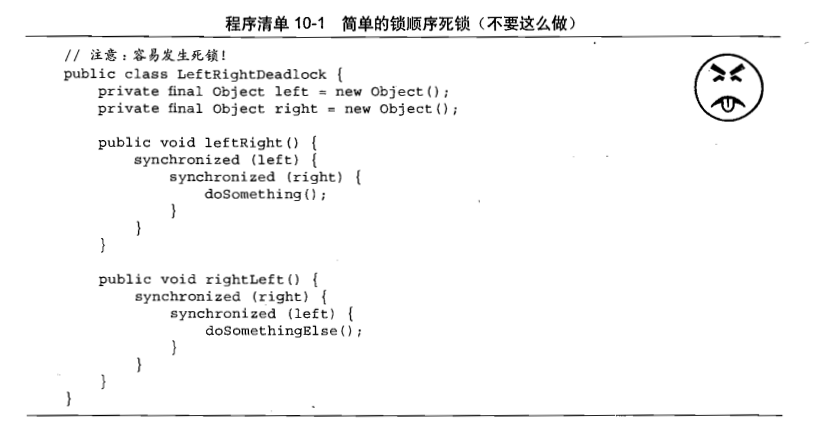 程序清单 10-1 简单的锁顺序死锁（不要这么做）
// 注意：容易发生死锁！
public class LeftRightDeadlock {
    private final Object left = new Object();
    private final Object right = new Object();

    public void leftRight() {
        synchronized (left) {
            synchronized (right) {
                doSomething();
            }
        }
    }

    public void rightLeft() {
        synchronized (right) {
            synchronized (left) {
                doSomethingElse();
            }
        }
    }
}